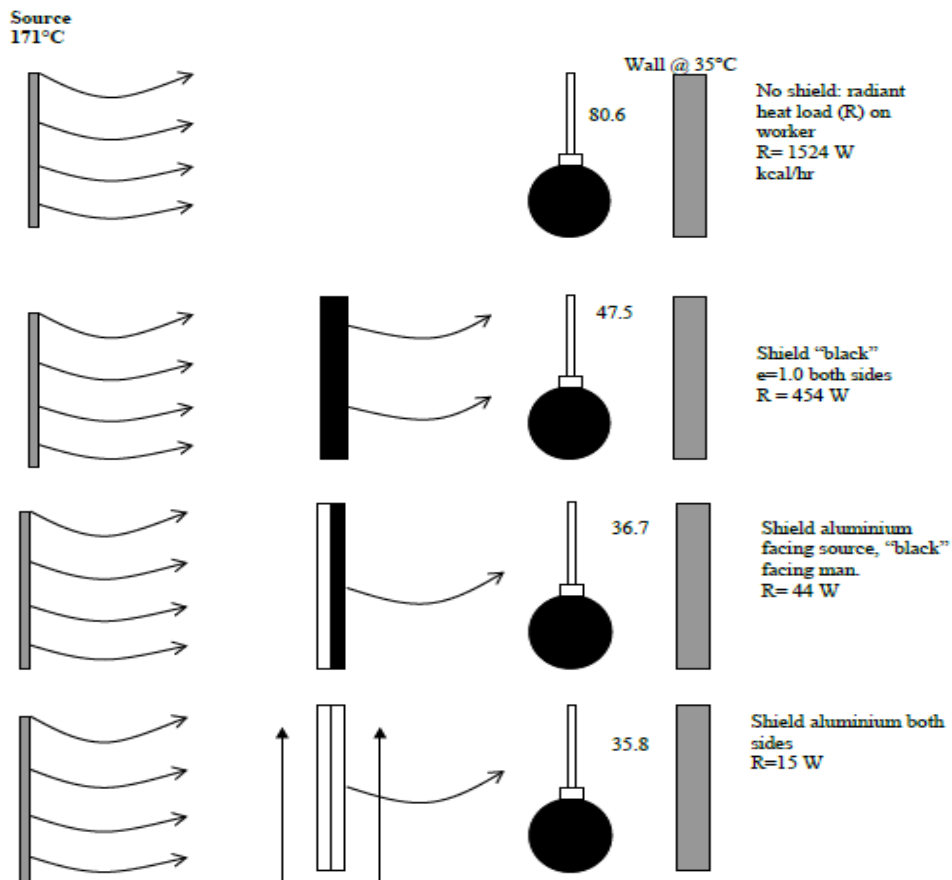 Source
171°C
Wall @ 35°C
80.6
No shield: radiant
heat load (R) on
worker
R= 1524 W
kcal/hr
47.5
Shield “black”
e=1.0 both sides
R = 454 W
36.7
Shield aluminium
facing source, “black”
facing man.
R= 44 W
35.8
Shield aluminium both
sides
R=15 W